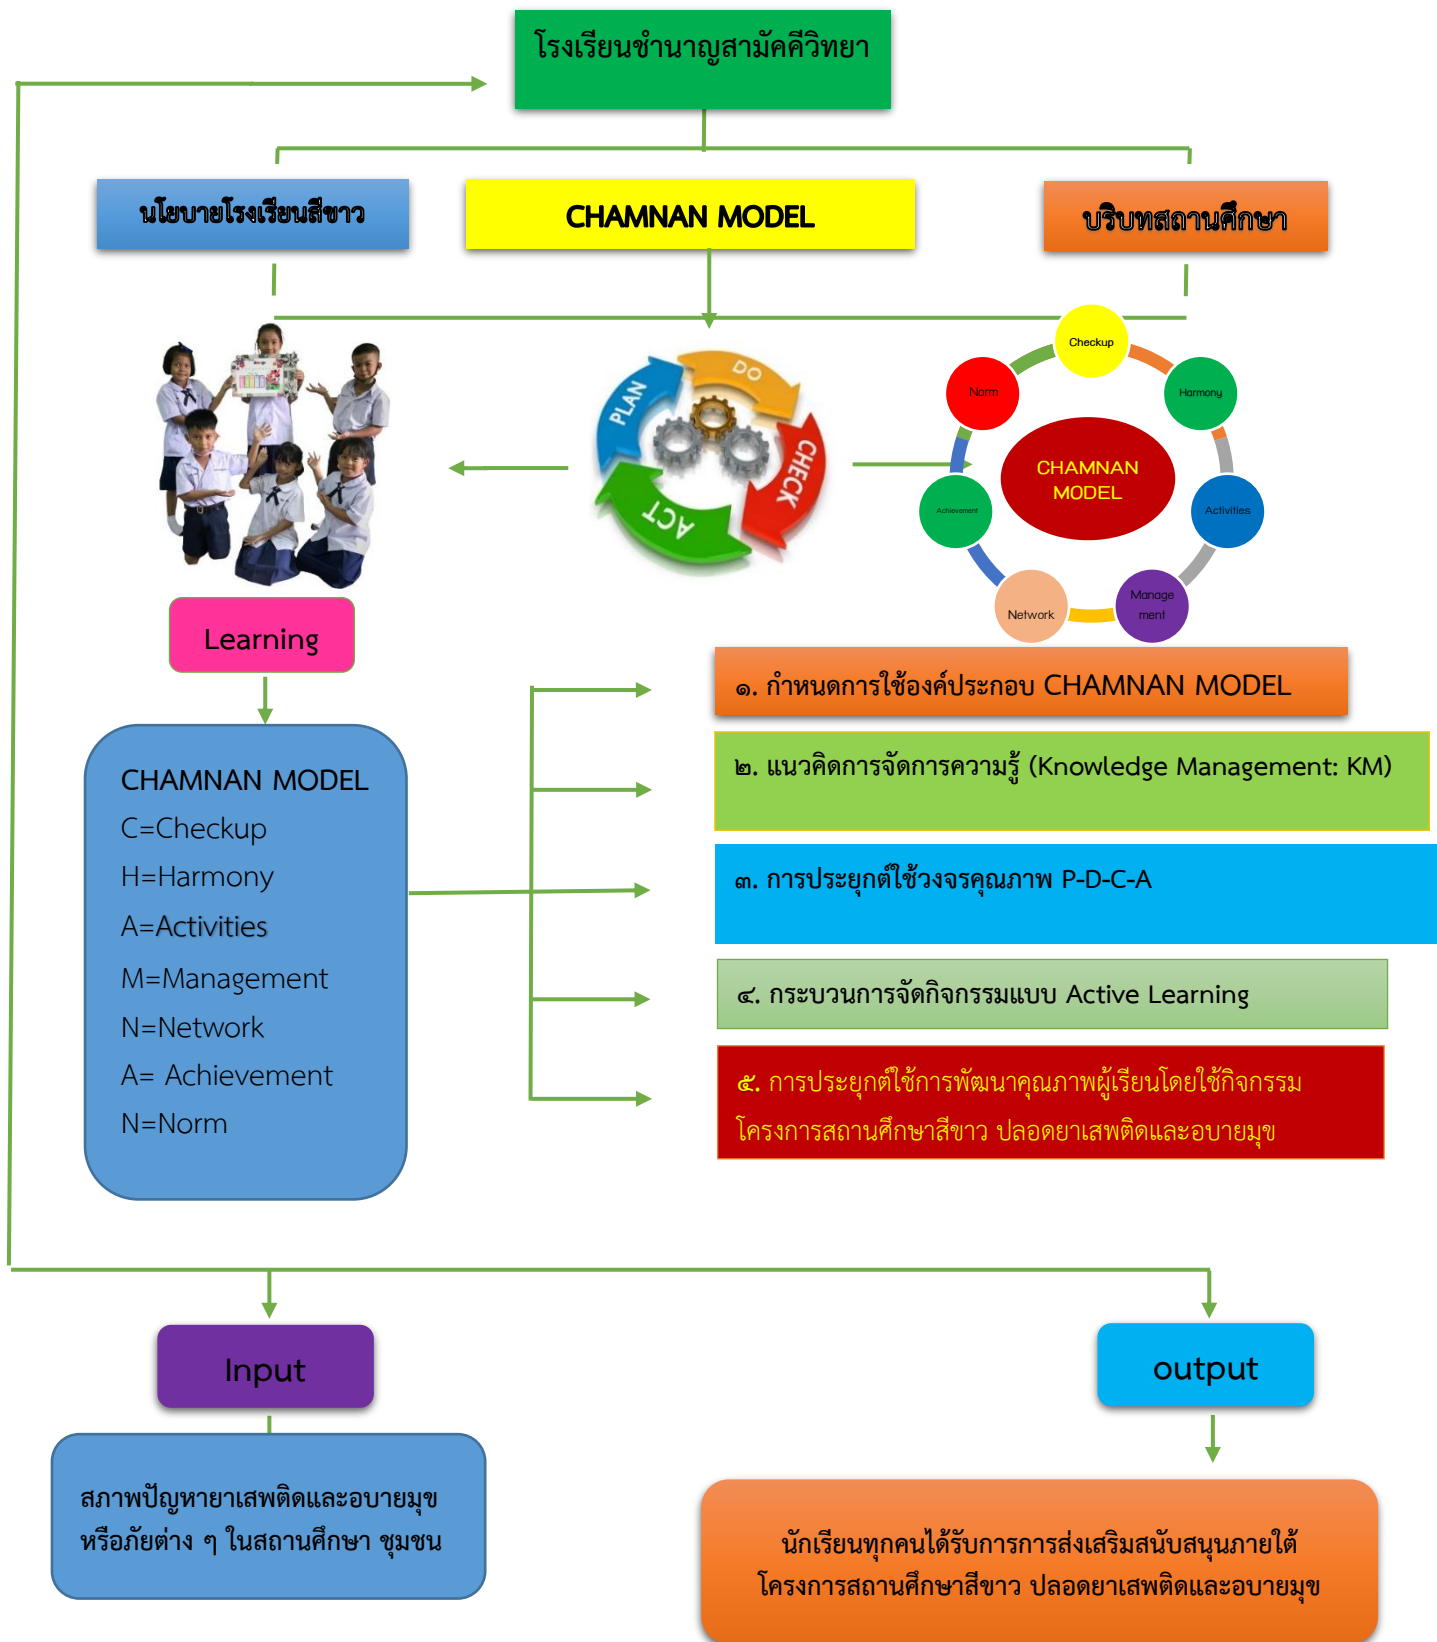 โรงเรียนชำนาญสามัคคีวิทยา
นโยบายโรงเรียนสีขาว
CHAMNAN MODEL
บริบทสถานศึกษา
PLAN
DO
CHECK
ACT
Checkup
Harmony
Activities
Manage
ment
Network
Achievement
Norm
CHAMNAN
MODEL
Learning
CHAMNAN MODEL
C=Checkup
H=Harmony
A=Activities
M=Management
N=Network
A= Achievement
N=Norm
๑. กำหนดการใช้องค์ประกอบ CHAMNAN MODEL
๒. แนวคิดการจัดการความรู้ (Knowledge Management: KM)
๓. การประยุกต์ใช้วงจรคุณภาพ P-D-C-A
๔. กระบวนการจัดกิจกรรมแบบ Active Learning
๕. การประยุกต์ใช้การพัฒนาคุณภาพผู้เรียนโดยใช้กิจกรรม
โครงการสถานศึกษาสีขาว ปลอดยาเสพติดและอบายมุข
Input
output
สภาพปัญหายาเสพติดและอบายมุข
หรือภัยต่าง ๆ ในสถานศึกษา ชุมชน
นักเรียนทุกคนได้รับการการส่งเสริมสนับสนุนภายใต้
โครงการสถานศึกษาสีขาว ปลอดยาเสพติดและอบายมุข